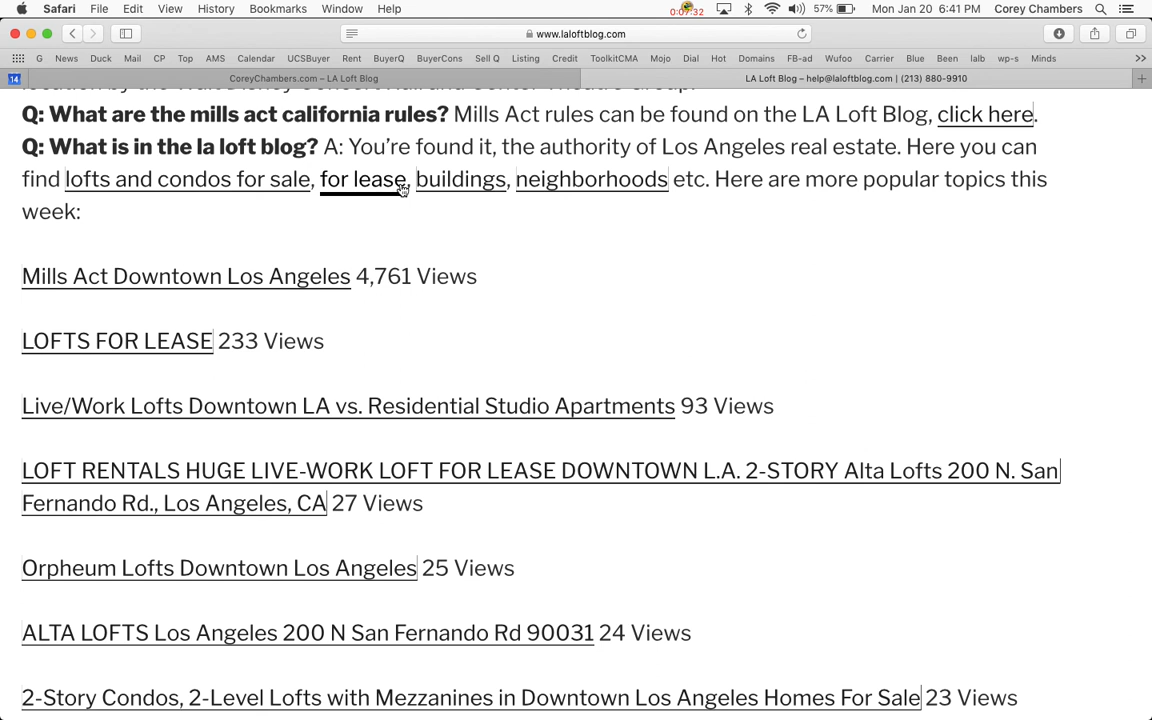 Safari File Edit View History Bookmarks Window Help 0:07:32 57% Mon Jan 20 6:41 PM Corey Chambers
www.laloftblog.com
G News Duck Mail CP Top AMS Calendar UCSBuyer Rent BuyerQ BuyerCons Sell Q Listing Credit ToolkitCMA Mojo Dial Hot Domains FB-ad Wufoo Carrier Blue Been lalb wp-s Minds
14 CoreyChambers.com – LA Loft Blog LA Loft Blog – help@laloftblog.com | (213) 880-9910
Q: What are the mills act california rules? Mills Act rules can be found on the LA Loft Blog, click here.
Q: What is in the la loft blog? A: You’re found it, the authority of Los Angeles real estate. Here you can
find lofts and condos for sale, for lease, buildings, neighborhoods etc. Here are more popular topics this
week:
Mills Act Downtown Los Angeles 4,761 Views
LOFTS FOR LEASE 233 Views
Live/Work Lofts Downtown LA vs. Residential Studio Apartments 93 Views
LOFT RENTALS HUGE LIVE-WORK LOFT FOR LEASE DOWNTOWN L.A. 2-STORY Alta Lofts 200 N. San
Fernando Rd., Los Angeles, CA 27 Views
Orpheum Lofts Downtown Los Angeles 25 Views
ALTA LOFTS Los Angeles 200 N San Fernando Rd 90031 24 Views
2-Story Condos, 2-Level Lofts with Mezzanines in Downtown Los Angeles Homes For Sale 23 Views